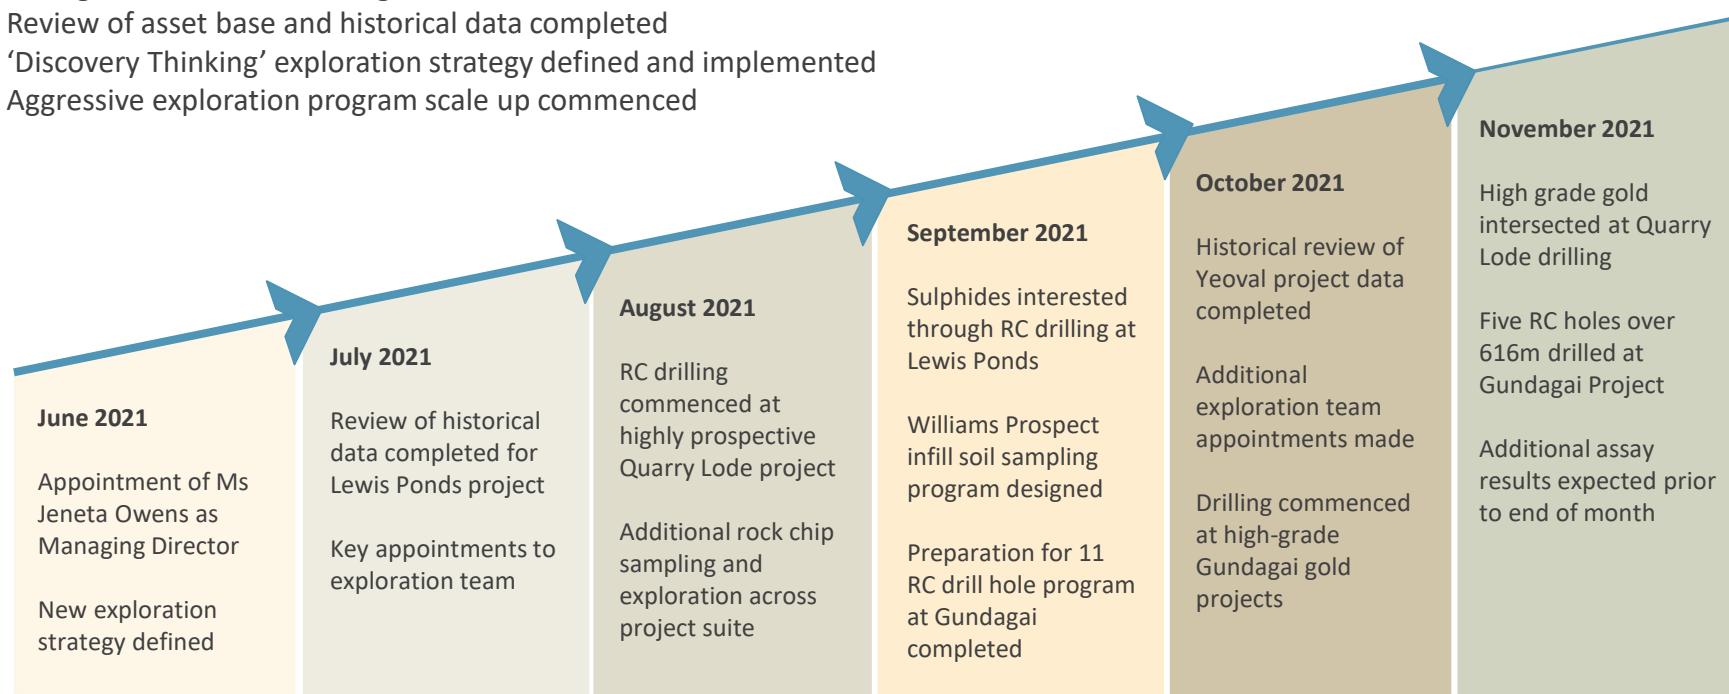 Review of asset base and historical data completed
‘Discovery Thinking’ exploration strategy defined and implemented
Aggressive exploration program scale up commenced
June 2021
Appointment of Ms
Jeneta Owens as
Managing Director
New exploration
strategy defined
July 2021
Review of historical
data completed for
Lewis Ponds project
Key appointments to
exploration team
August 2021
RC drilling
commenced at
highly prospective
Quarry Lode project
Additional rock chip
sampling and
exploration across
project suite
September 2021
Sulphides interested
through RC drilling at
Lewis Ponds
Williams Prospect
infill soil sampling
program designed
Preparation for 11
RC drill hole program
at Gundagai
completed
October 2021
Historical review of
Yeoval project data
completed
Additional
exploration team
appointments made
Drilling commenced
at high-grade
Gundagai gold
projects
November 2021
High grade gold
intersected at Quarry
Lode drilling
Five RC holes over
616m drilled at
Gundagai Project
Additional assay
results expected prior
to end of month